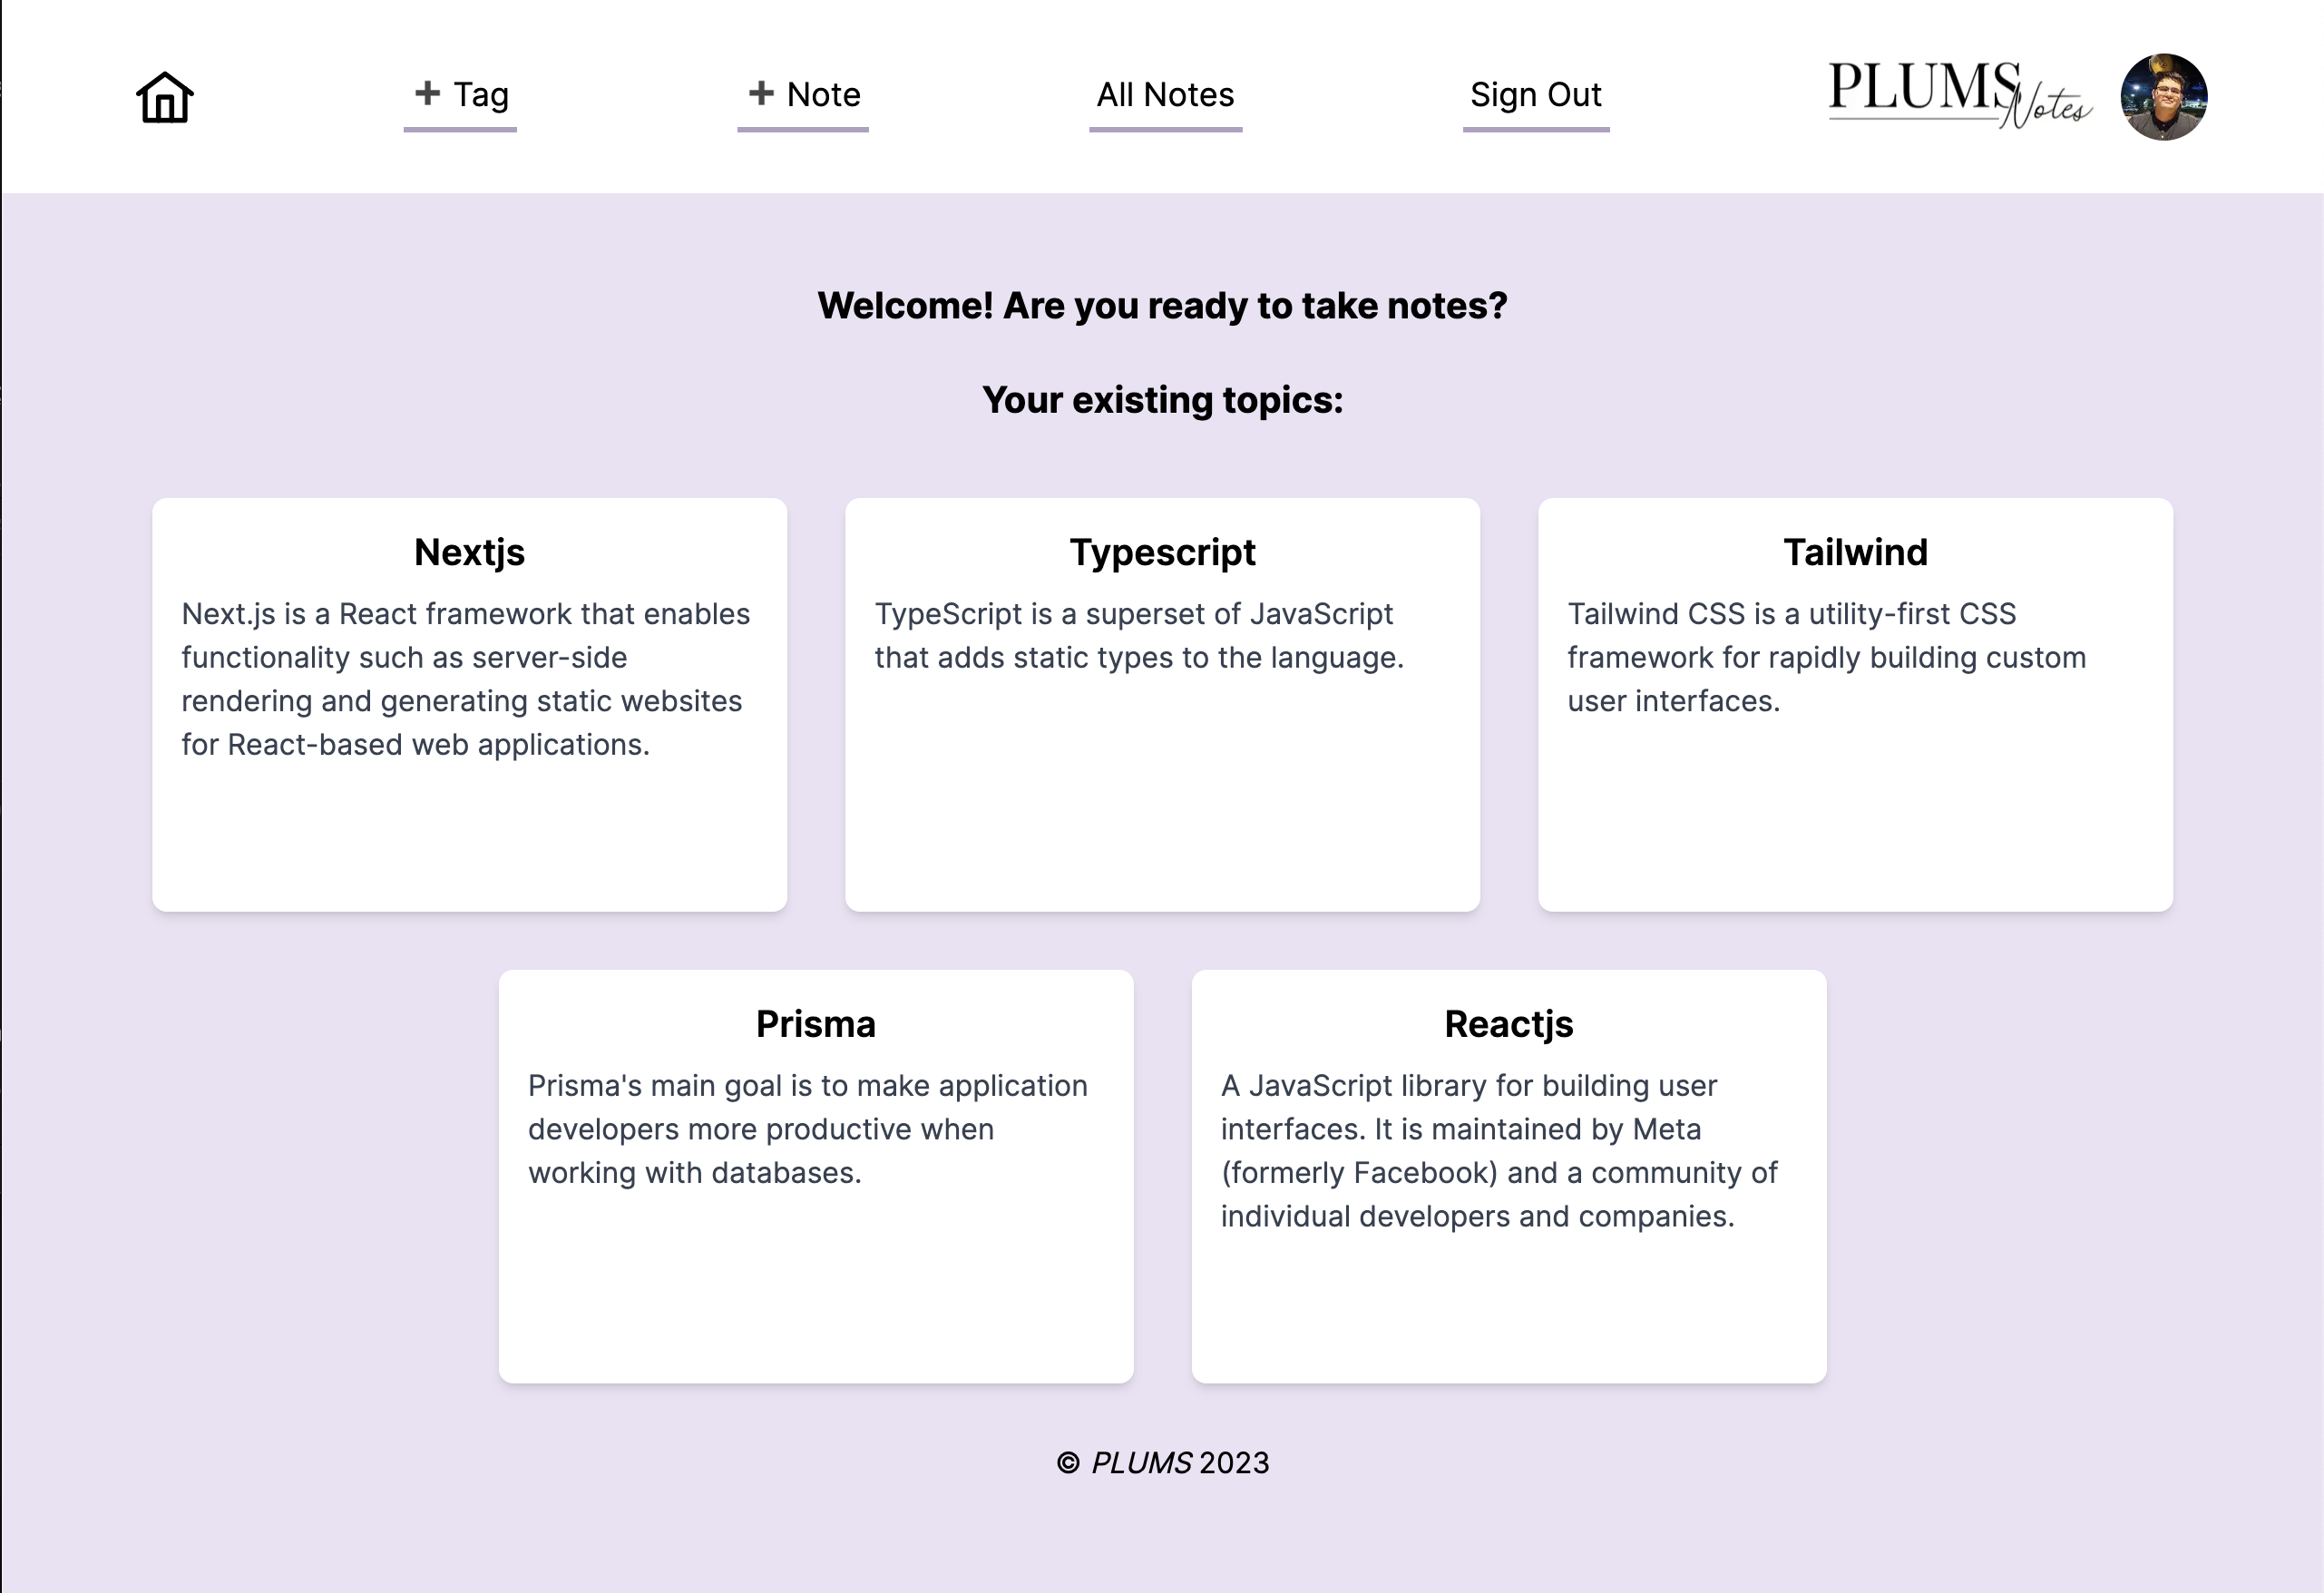 + Tag
+ Note
All Notes
Sign Out
PLUMS
Notes
Welcome! Are you ready to take notes?
Your existing topics:
Nextjs
Next.js is a React framework that enables
functionality such as server-side
rendering and generating static websites
for React-based web applications.
Typescript
TypeScript is a superset of JavaScript
that adds static types to the language.
Tailwind
Tailwind CSS is a utility-first CSS
framework for rapidly building custom
user interfaces.
Prisma
Prisma's main goal is to make application
developers more productive when
working with databases.
Reactjs
A JavaScript library for building user
interfaces. It is maintained by Meta
(formerly Facebook) and a community of
individual developers and companies.
© PLUMS 2023